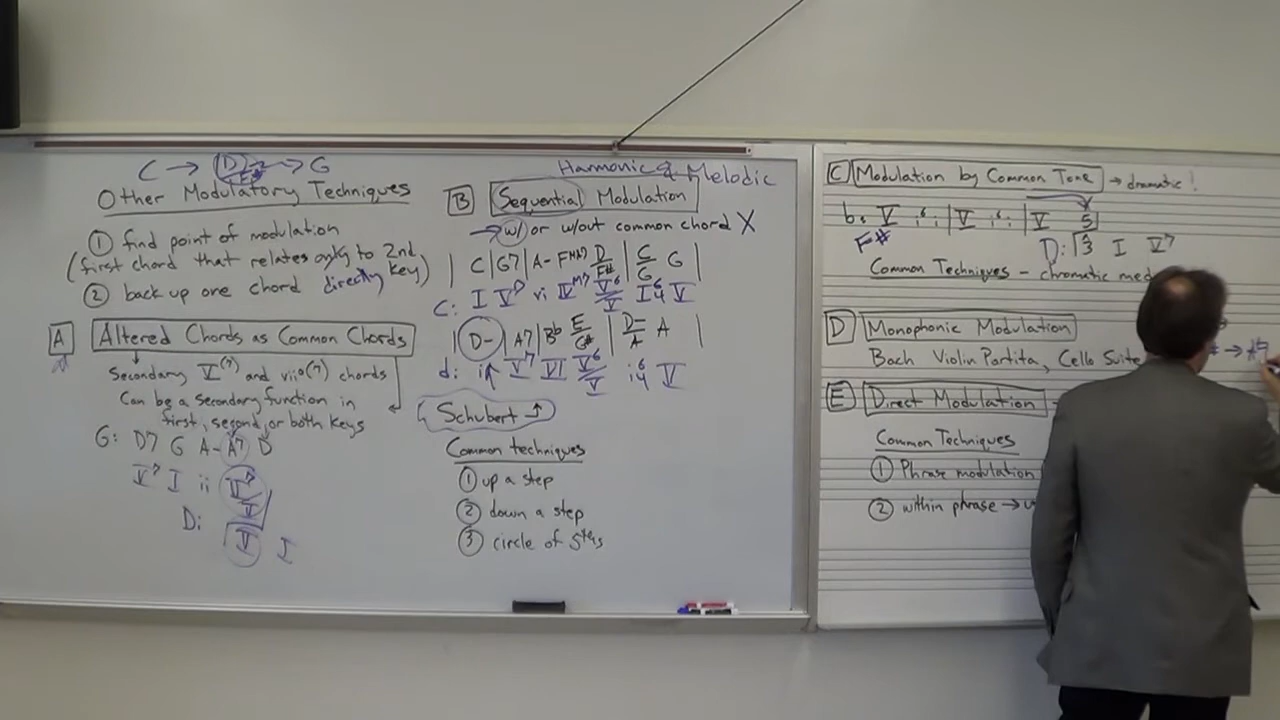 C → D → G
Other Modulatory Techniques
① find point of modulation
(first chord that relates only to 2nd key)
directly
② back up one chord
A Altered Chords as Common Chords
Secondary V(7) and vii°(7) chords
Can be a secondary function in
first, second, or both keys
G: D7 G A- A7 D
V7 I ii V7/V
D: V I
Harmonic & Melodic
B Sequential Modulation
→ w/ or w/out common chord X
| C | G7 | A- FMA7 D/F# | C/G G |
C: I V7 vi IVM7 V6/V I6/4 V
| D- | A7 | Bb E/G# | D-/A A |
d: i V7 VI V6/V i6/4 V
Schubert ↑
Common techniques
① up a step
② down a step
③ circle of 5ths
C Modulation by Common Tone → dramatic!
b: V i6 i | V i6 i | V
F#
D: I V7
Common Techniques - chromatic med
D Monophonic Modulation
Bach Violin Partita, Cello Suite
E Direct Modulation
Common Techniques
① Phrase modulation
② within phrase →